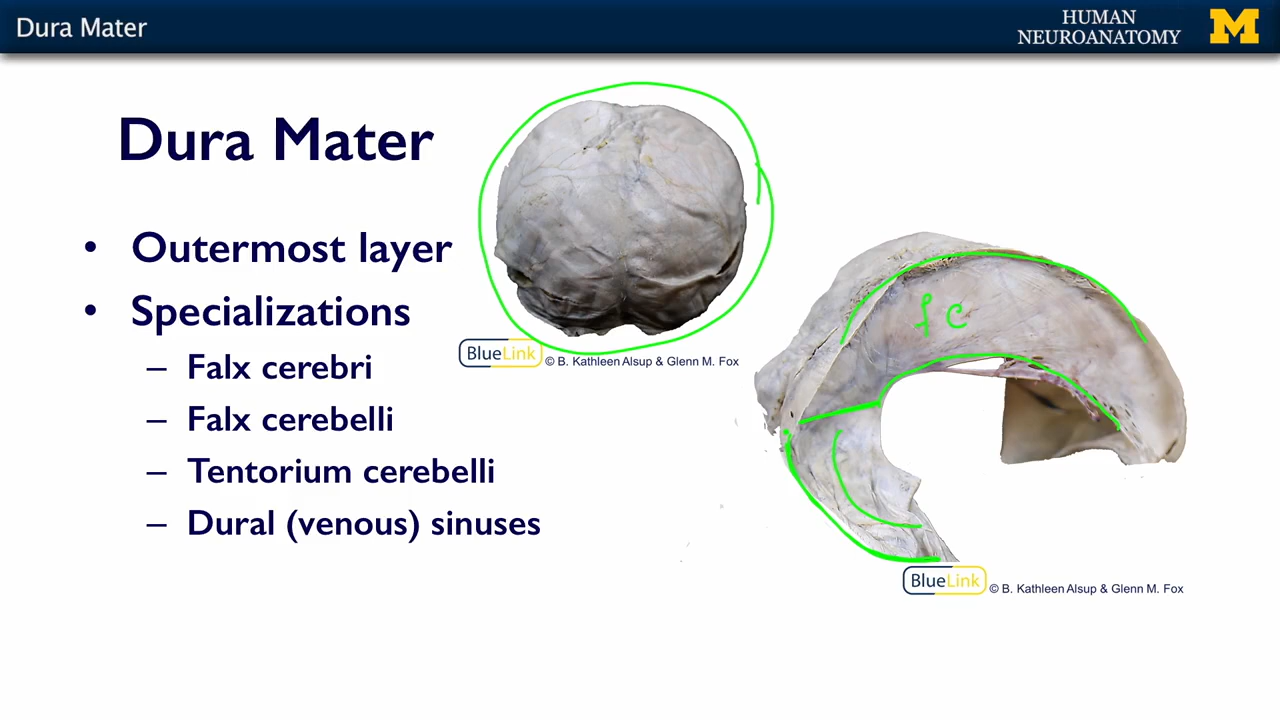 Dura Mater
HUMAN
NEUROANATOMY
M
Dura Mater
• Outermost layer
• Specializations
– Falx cerebri
– Falx cerebelli
– Tentorium cerebelli
– Dural (venous) sinuses
BlueLink © B. Kathleen Alsup & Glenn M. Fox
f c
BlueLink © B. Kathleen Alsup & Glenn M. Fox